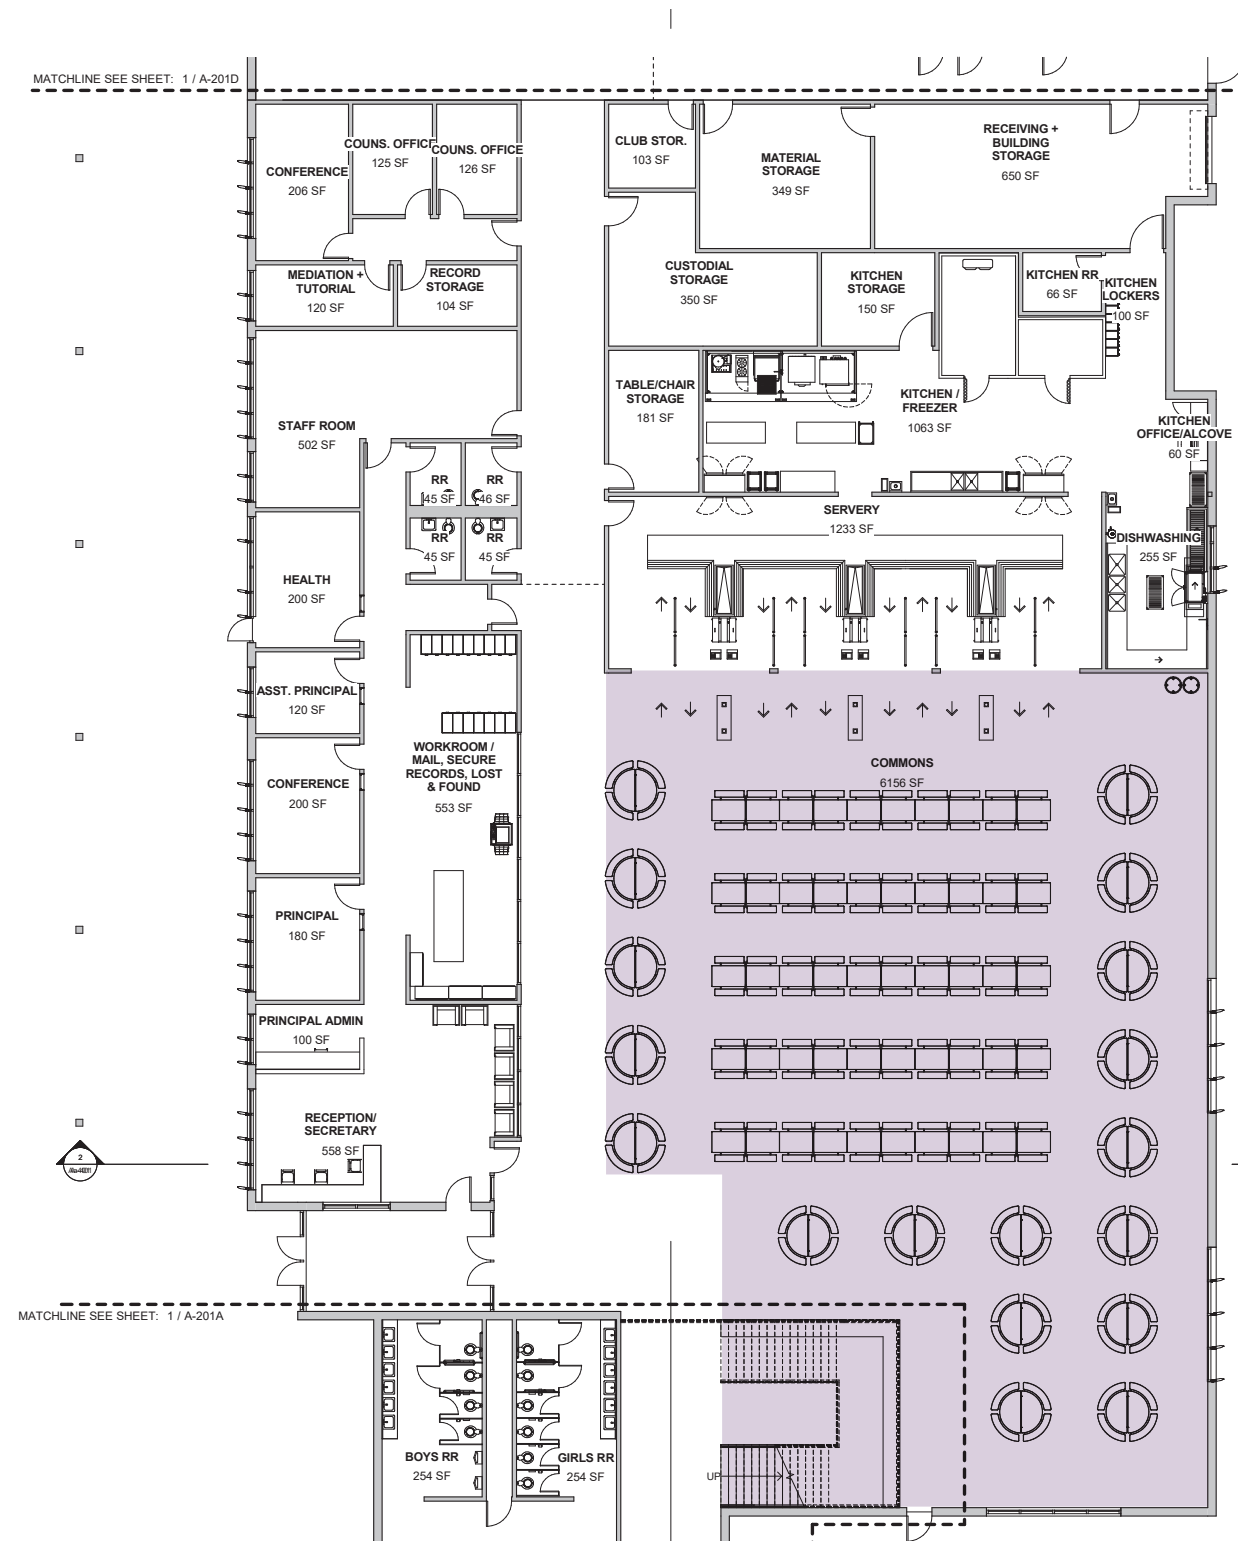 MATCHLINE SEE SHEET: 1 / A-201D
COUNS. OFFICE
125 SF
COUNS. OFFICE
126 SF
CONFERENCE
206 SF
CLUB STOR.
103 SF
MATERIAL
STORAGE
349 SF
RECEIVING +
BUILDING
STORAGE
650 SF
MEDIATION +
TUTORIAL
120 SF
RECORD
STORAGE
104 SF
CUSTODIAL
STORAGE
350 SF
KITCHEN
STORAGE
150 SF
KITCHEN RR
66 SF
KITCHEN
LOCKERS
100 SF
STAFF ROOM
502 SF
TABLE/CHAIR
STORAGE
181 SF
KITCHEN /
FREEZER
1063 SF
KITCHEN
OFFICE/ALCOVE
60 SF
RR
45 SF
RR
46 SF
RR
45 SF
RR
45 SF
SERVERY
1233 SF
DISHWASHING
255 SF
HEALTH
200 SF
ASST. PRINCIPAL
120 SF
WORKROOM /
MAIL, SECURE
RECORDS, LOST
& FOUND
553 SF
CONFERENCE
200 SF
COMMONS
6156 SF
PRINCIPAL
180 SF
PRINCIPAL ADMIN
100 SF
RECEPTION/
SECRETARY
558 SF
2
MATCHLINE SEE SHEET: 1 / A-201A
BOYS RR
254 SF
GIRLS RR
254 SF
UP